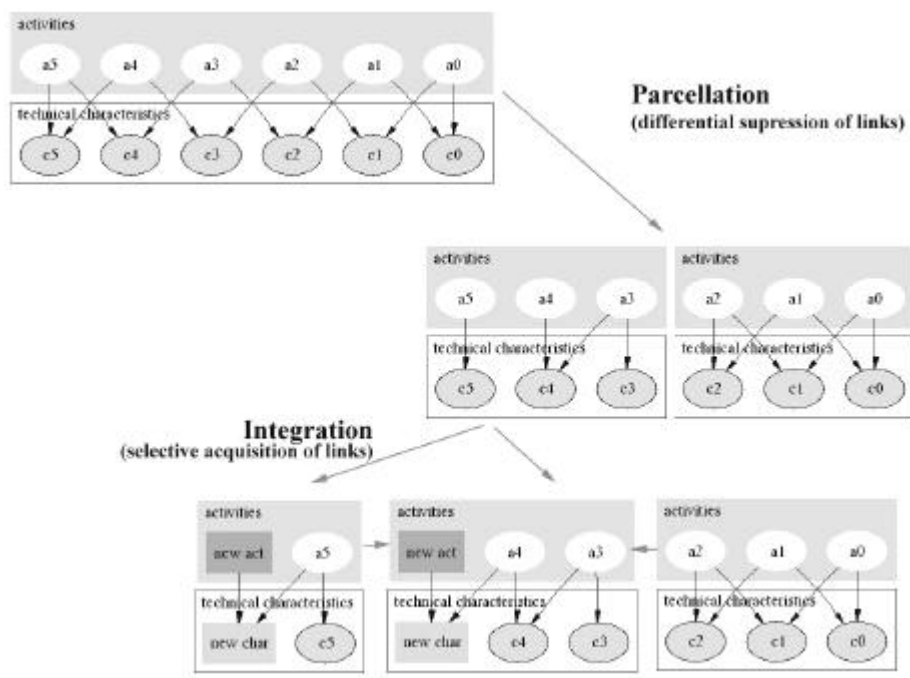 activities
a5 a4 a3 a2 a1 a0
technical characteristics
c5 c4 c3 c2 c1 c0
Parcellation
(differential supression of links)
activities
a5 a4 a3
technical characteristics
c5 c4 c3
activities
a2 a1 a0
technical characteristics
c2 c1 c0
Integration
(selective acquisition of links)
activities
new act a5
technical characteristics
new char c5
activities
new act a4 a3
technical characteristics
new char c4 c3
activities
a2 a1 a0
technical characteristics
c2 c1 c0